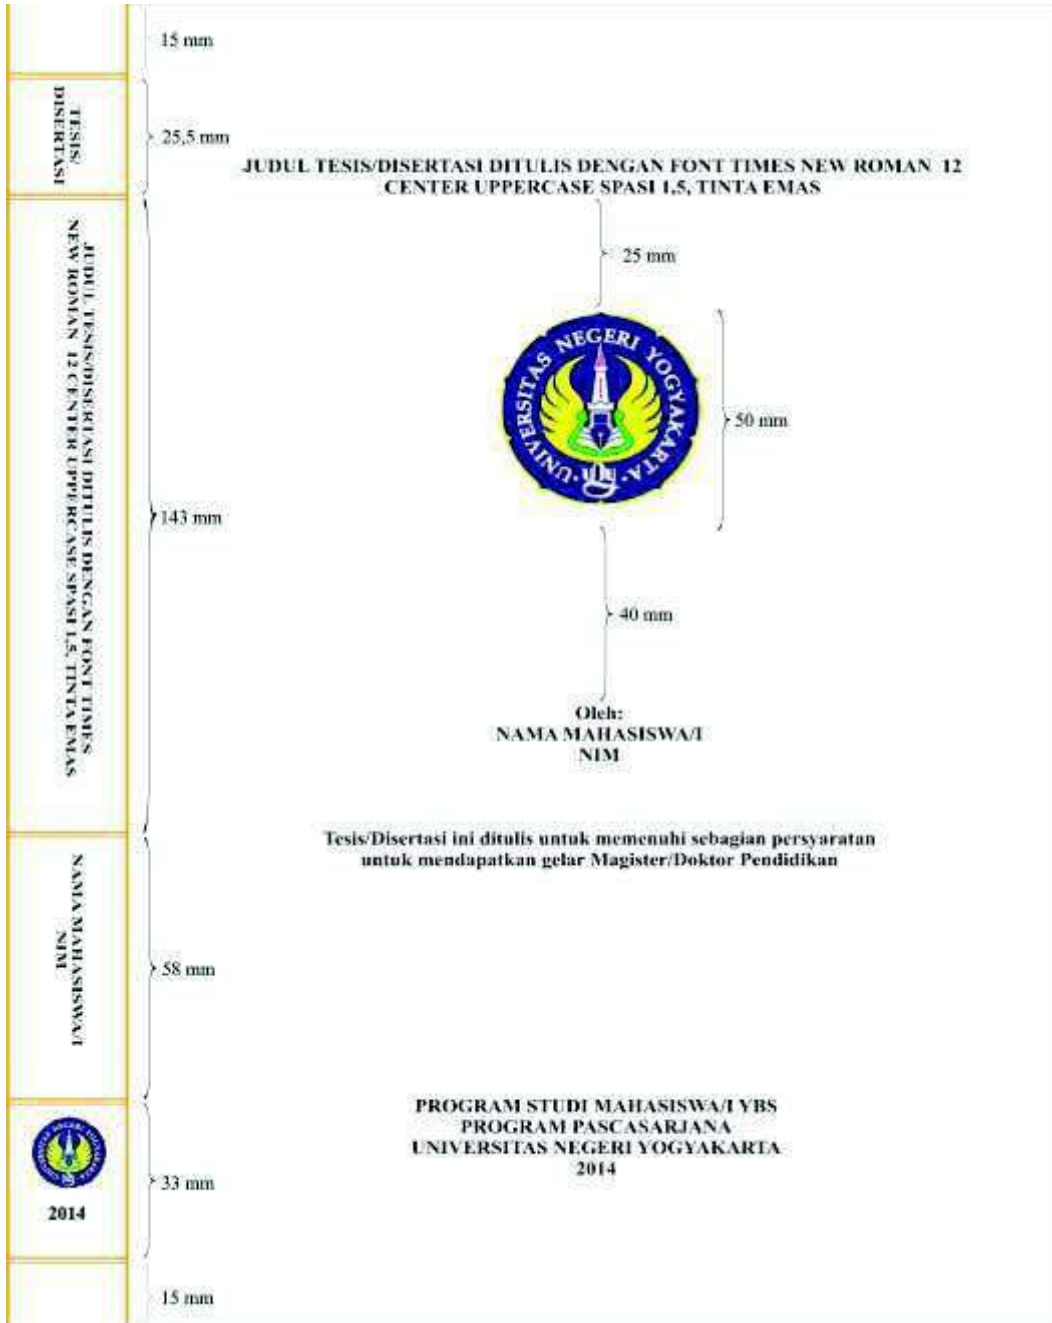 15 mm
TESIS/
DISERTASI
25,5 mm
JUDUL TESIS/DISERTASI DITULIS DENGAN FONT TIMES NEW ROMAN 12
CENTER UPPERCASE SPASI 1,5, TINTA EMAS
25 mm
UNIVERSITAS NEGERI YOGYAKARTA
50 mm
JUDUL TESIS/DISERTASI DITULIS DENGAN FONT TIMES
NEW ROMAN 12 CENTER UPPERCASE SPASI 1,5, TINTA EMAS
143 mm
40 mm
Oleh:
NAMA MAHASISWA/I
NIM
Tesis/Disertasi ini ditulis untuk memenuhi sebagian persyaratan
untuk mendapatkan gelar Magister/Doktor Pendidikan
NAMA MAHASISWA/I
NIM
58 mm
PROGRAM STUDI MAHASISWA/I YBS
PROGRAM PASCASARJANA
UNIVERSITAS NEGERI YOGYAKARTA
2014
UNIVERSITAS NEGERI YOGYAKARTA
2014
33 mm
15 mm